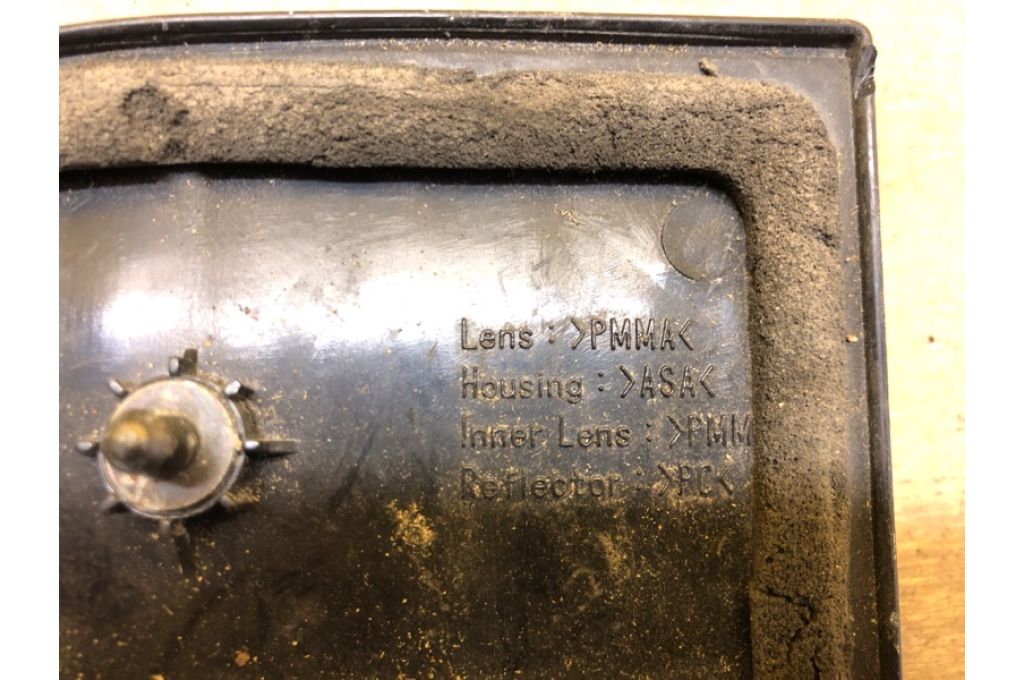 Lens : >PMMA<
Housing : >ASA<
Inner Lens : >PMM
Reflector : >PC<